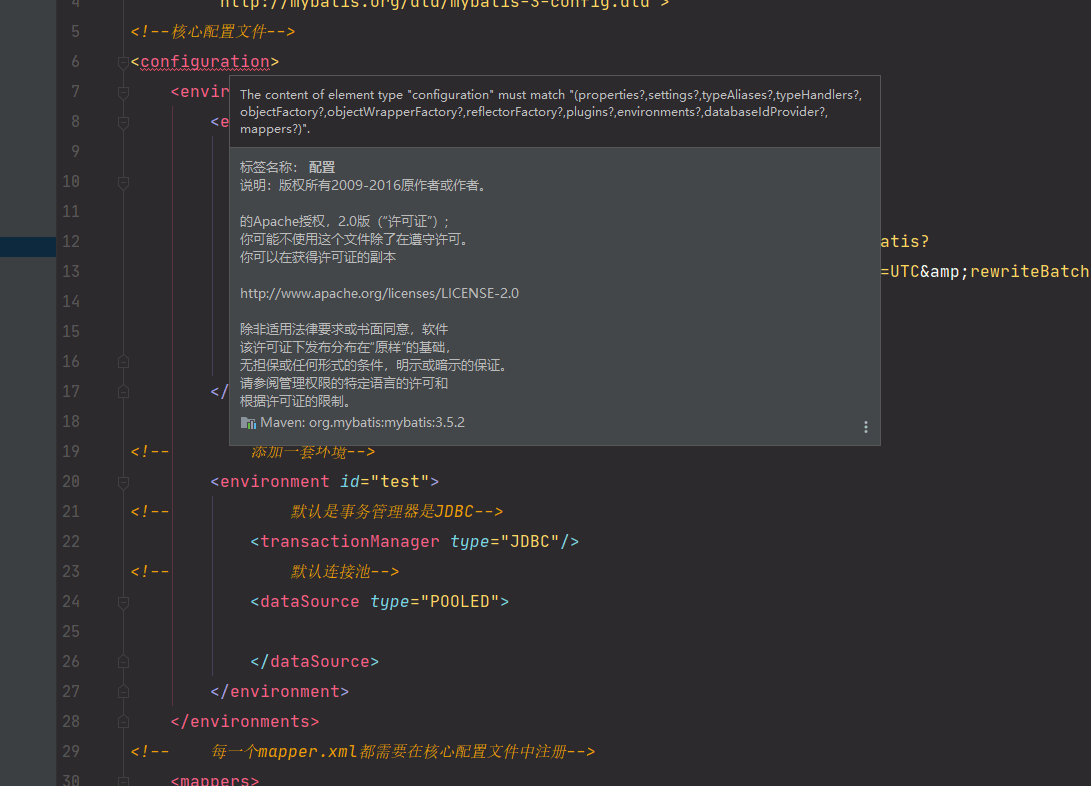 4 "http://mybatis.org/dtd/mybatis-3-config.dtd">
5 <!--核心配置文件-->
6 <configuration>
7 <envir
The content of element type "configuration" must match "(properties?,settings?,typeAliases?,typeHandlers?,
objectFactory?,objectWrapperFactory?,reflectorFactory?,plugins?,environments?,databaseIdProvider?,
mappers?)".
8 <e
9
标签名称： 配置
10
说明：版权所有2009-2016原作者或作者。
11
的Apache授权，2.0版（“许可证”）；
12 atis?
你可能不使用这个文件除了在遵守许可。
你可以在获得许可证的副本
13 =UTC&amp;rewriteBatch
http://www.apache.org/licenses/LICENSE-2.0
14
15
除非适用法律要求或书面同意，软件
该许可证下发布分布在“原样”的基础，
16
无担保或任何形式的条件，明示或暗示的保证。
请参阅管理权限的特定语言的许可和
17 </
根据许可证的限制。
18
Maven: org.mybatis:mybatis:3.5.2
19 <!-- 添加一套环境-->
20 <environment id="test">
21 <!-- 默认是事务管理器是JDBC-->
22 <transactionManager type="JDBC"/>
23 <!-- 默认连接池-->
24 <dataSource type="POOLED">
25
26 </dataSource>
27 </environment>
28 </environments>
29 <!-- 每一个mapper.xml都需要在核心配置文件中注册-->
30 <mappers>